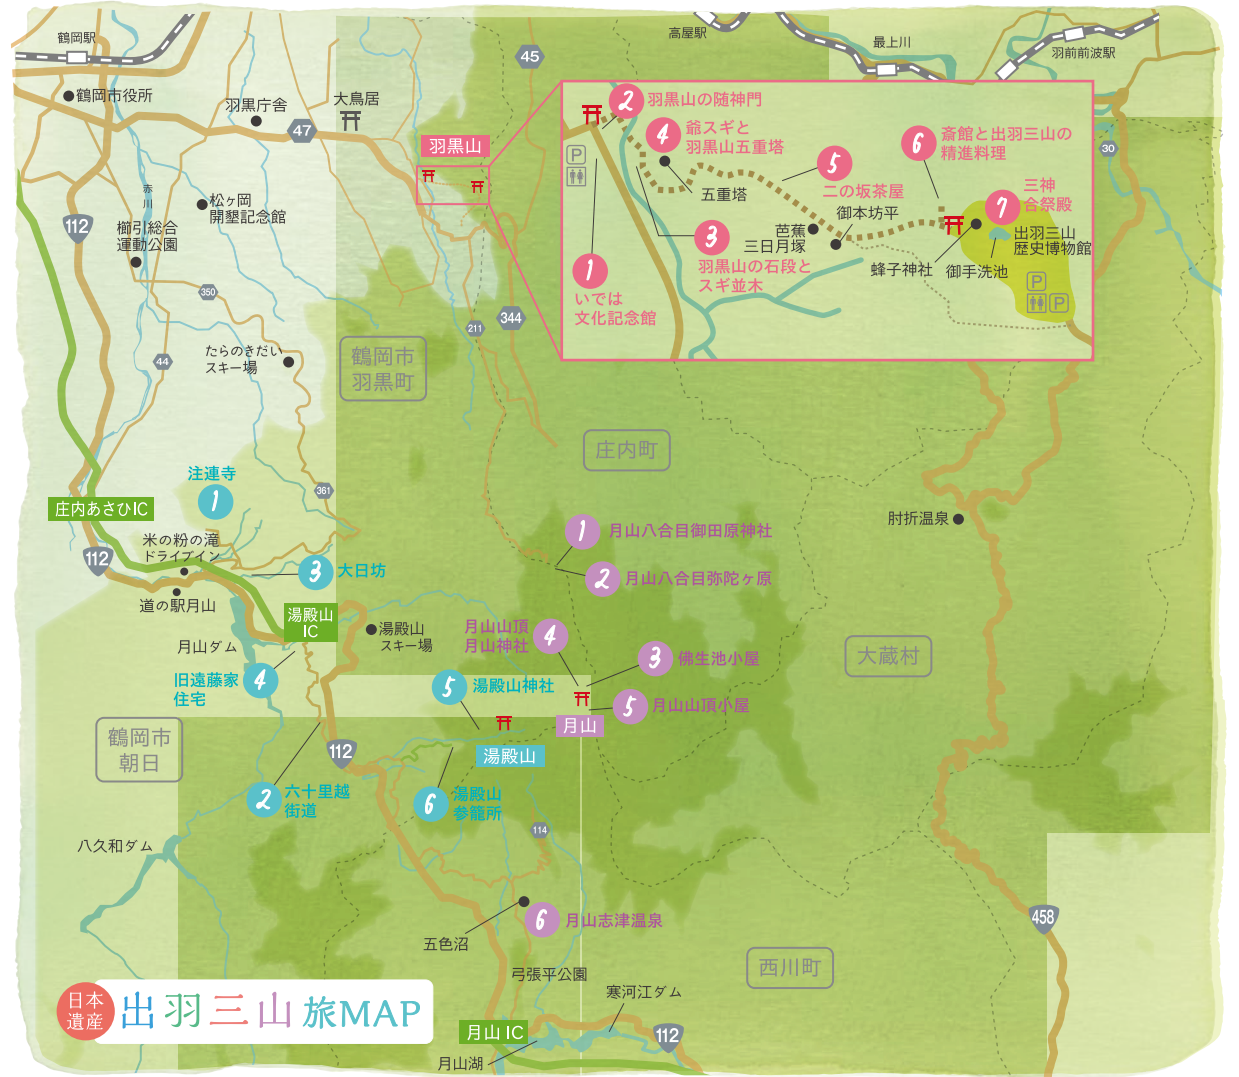 鶴岡駅
高屋駅
最上川
羽前前波駅
45
鶴岡市役所
羽黒庁舎
大鳥居
47
羽黒山
2 羽黒山の随神門
4 爺スギと
羽黒山五重塔
6 斎館と出羽三山の
精進料理
30
P
5
二の坂茶屋
五重塔
7 三神
合祭殿
赤川
松ヶ岡
開墾記念館
112
櫛引総合
運動公園
御本坊平
芭蕉
三日月塚
出羽三山
歴史博物館
3
羽黒山の石段と
スギ並木
蜂子神社
御手洗池
1
いでは
文化記念館
P
P
350
211
344
44
たらのきだい
スキー場
鶴岡市
羽黒町
庄内町
注連寺
1
361
庄内あさひIC
肘折温泉
米の粉の滝
ドライブイン
112
1 月山八合目御田原神社
3 大日坊
2 月山八合目弥陀ヶ原
道の駅月山
湯殿山
IC
湯殿山
スキー場
月山山頂
月山神社
4
月山ダム
3 佛生池小屋
大蔵村
旧遠藤家
住宅
4
5 湯殿山神社
5 月山山頂小屋
月山
鶴岡市
朝日
112
湯殿山
2 六十里越
街道
6 湯殿山
参籠所
114
八久和ダム
458
6 月山志津温泉
五色沼
弓張平公園
西川町
寒河江ダム
日本
遺産
出羽三山旅MAP
月山 IC
112
月山湖